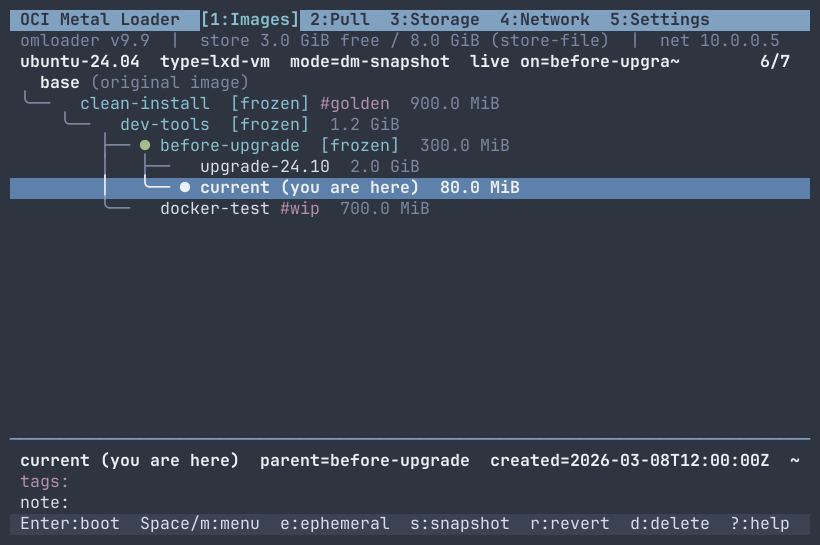 OCI Metal Loader [1:Images] 2:Pull 3:Storage 4:Network 5:Settings
omloader v9.9 | store 3.0 GiB free / 8.0 GiB (store-file) | net 10.0.0.5
ubuntu-24.04 type=lxd-vm mode=dm-snapshot live on=before-upgra~ 6/7
base (original image)
clean-install [frozen] #golden 900.0 MiB
dev-tools [frozen] 1.2 GiB
before-upgrade [frozen] 300.0 MiB
upgrade-24.10 2.0 GiB
current (you are here) 80.0 MiB
docker-test #wip 700.0 MiB
current (you are here) parent=before-upgrade created=2026-03-08T12:00:00Z ~
tags:
note:
Enter:boot Space/m:menu e:ephemeral s:snapshot r:revert d:delete ?:help